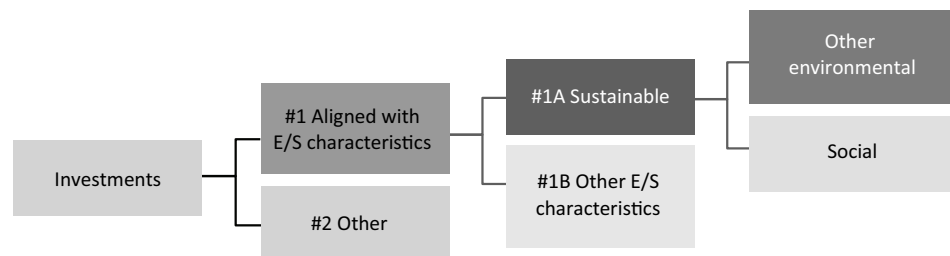 Investments
#1 Aligned with
E/S characteristics
#2 Other
#1A Sustainable
#1B Other E/S
characteristics
Other
environmental
Social